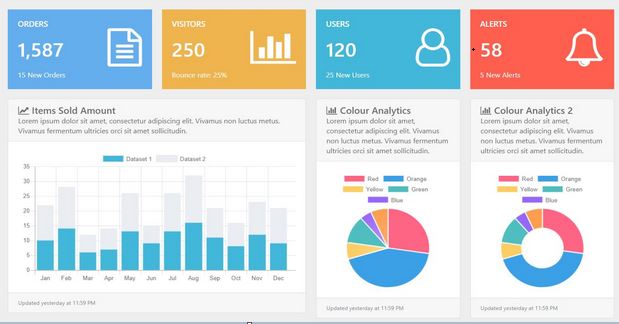 ORDERS
1,587
15 New Orders
VISITORS
250
Bounce rate: 25%
USERS
120
25 New Users
ALERTS
58
5 New Alerts
Items Sold Amount
Lorem ipsum dolor sit amet, consectetur adipiscing elit. Vivamus non luctus metus.
Vivamus fermentum ultricies orci sit amet sollicitudin.
Dataset 1 Dataset 2
35
30
25
20
15
10
5
0
Jan Feb Mar Apr May Jun Jul Aug Sep Oct Nov Dec
Updated yesterday at 11:59 PM
Colour Analytics
Lorem ipsum dolor sit amet,
consectetur adipiscing elit. Vivamus
non luctus metus. Vivamus fermentum
ultricies orci sit amet sollicitudin.
Red Orange
Yellow Green
Blue
Updated yesterday at 11:59 PM
Colour Analytics 2
Lorem ipsum dolor sit amet,
consectetur adipiscing elit. Vivamus
non luctus metus. Vivamus fermentum
ultricies orci sit amet sollicitudin.
Red Orange
Yellow Green
Blue
Updated yesterday at 11:59 PM